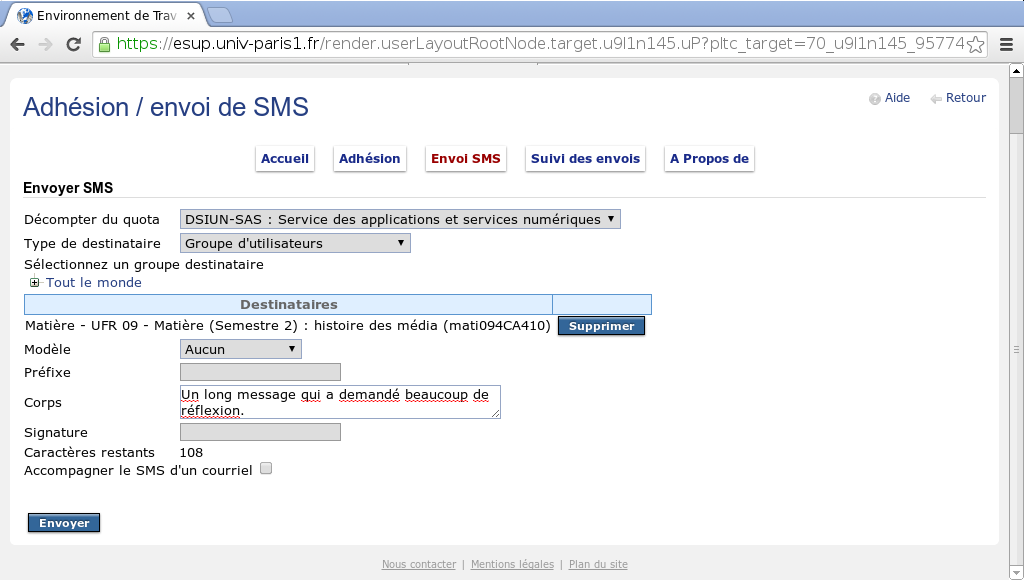 Environnement de Trav
https://esup.univ-paris1.fr/render.userLayoutRootNode.target.u9l1n145.uP?pltc_target=70_u9l1n145_95774
Adhésion / envoi de SMS
Aide Retour
Accueil Adhésion Envoi SMS Suivi des envois A Propos de
Envoyer SMS
Décompter du quota DSIUN-SAS : Service des applications et services numériques
Type de destinataire Groupe d'utilisateurs
Sélectionnez un groupe destinataire
Tout le monde
Destinataires
Matière - UFR 09 - Matière (Semestre 2) : histoire des média (mati094CA410) Supprimer
Modèle Aucun
Préfixe
Corps Un long message qui a demandé beaucoup de
réflexion.
Signature
Caractères restants 108
Accompagner le SMS d'un courriel
Envoyer
Nous contacter | Mentions légales | Plan du site